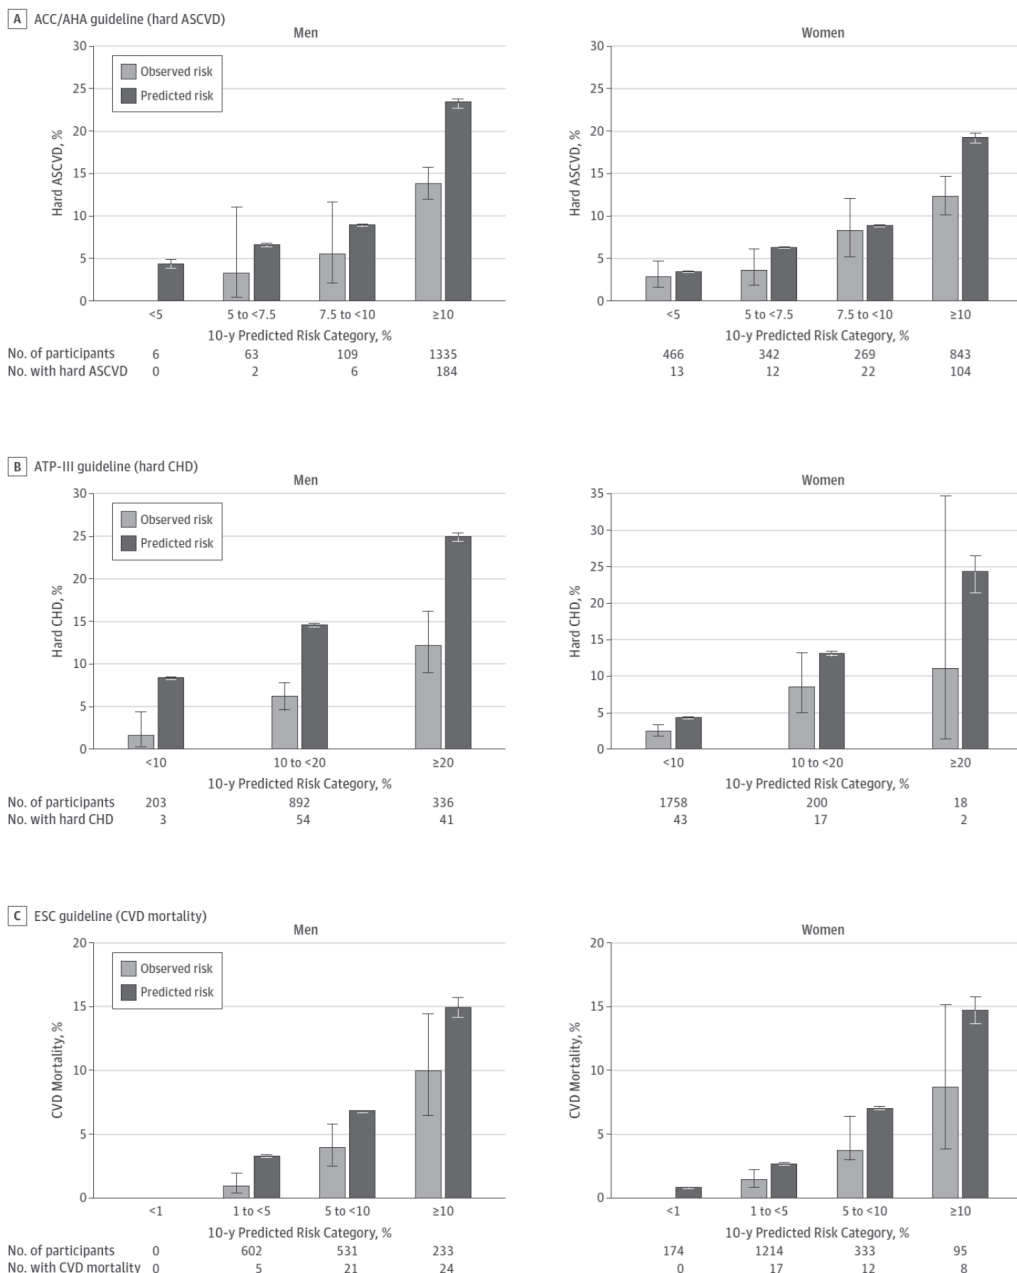 A ACC/AHA guideline (hard ASCVD)
Men
30
25
20
15
10
5
0
Hard ASCVD, %
Observed risk
Predicted risk
<5 5 to <7.5 7.5 to <10 ≥10
10-y Predicted Risk Category, %
Women
30
25
20
15
10
5
0
Hard ASCVD, %
<5 5 to <7.5 7.5 to <10 ≥10
10-y Predicted Risk Category, %
No. of participants 6 63 109 1335 466 342 269 843
No. with hard ASCVD 0 2 6 184 13 12 22 104
B ATP-III guideline (hard CHD)
Men
30
25
20
15
10
5
0
Hard CHD, %
Observed risk
Predicted risk
<10 10 to <20 ≥20
10-y Predicted Risk Category, %
Women
35
30
25
20
15
10
5
0
Hard CHD, %
<10 10 to <20 ≥20
10-y Predicted Risk Category, %
No. of participants 203 892 336 1758 200 18
No. with hard CHD 3 54 41 43 17 2
C ESC guideline (CVD mortality)
Men
20
15
10
5
0
CVD Mortality, %
Observed risk
Predicted risk
<1 1 to <5 5 to <10 ≥10
10-y Predicted Risk Category, %
Women
20
15
10
5
0
CVD Mortality, %
<1 1 to <5 5 to <10 ≥10
10-y Predicted Risk Category, %
No. of participants 0 602 531 233 174 1214 333 95
No. with CVD mortality 0 5 21 24 0 17 12 8